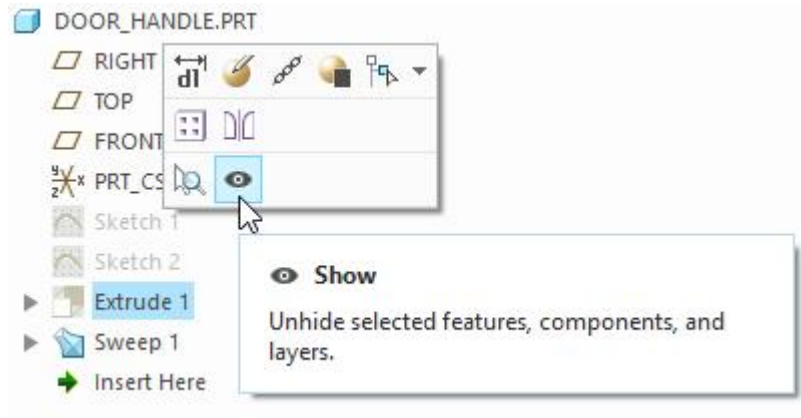 DOOR_HANDLE.PRT
RIGHT
TOP
FRONT
PRT_CS
Sketch 1
Sketch 2
Extrude 1
Sweep 1
Insert Here
d1
Show
Unhide selected features, components, and
layers.